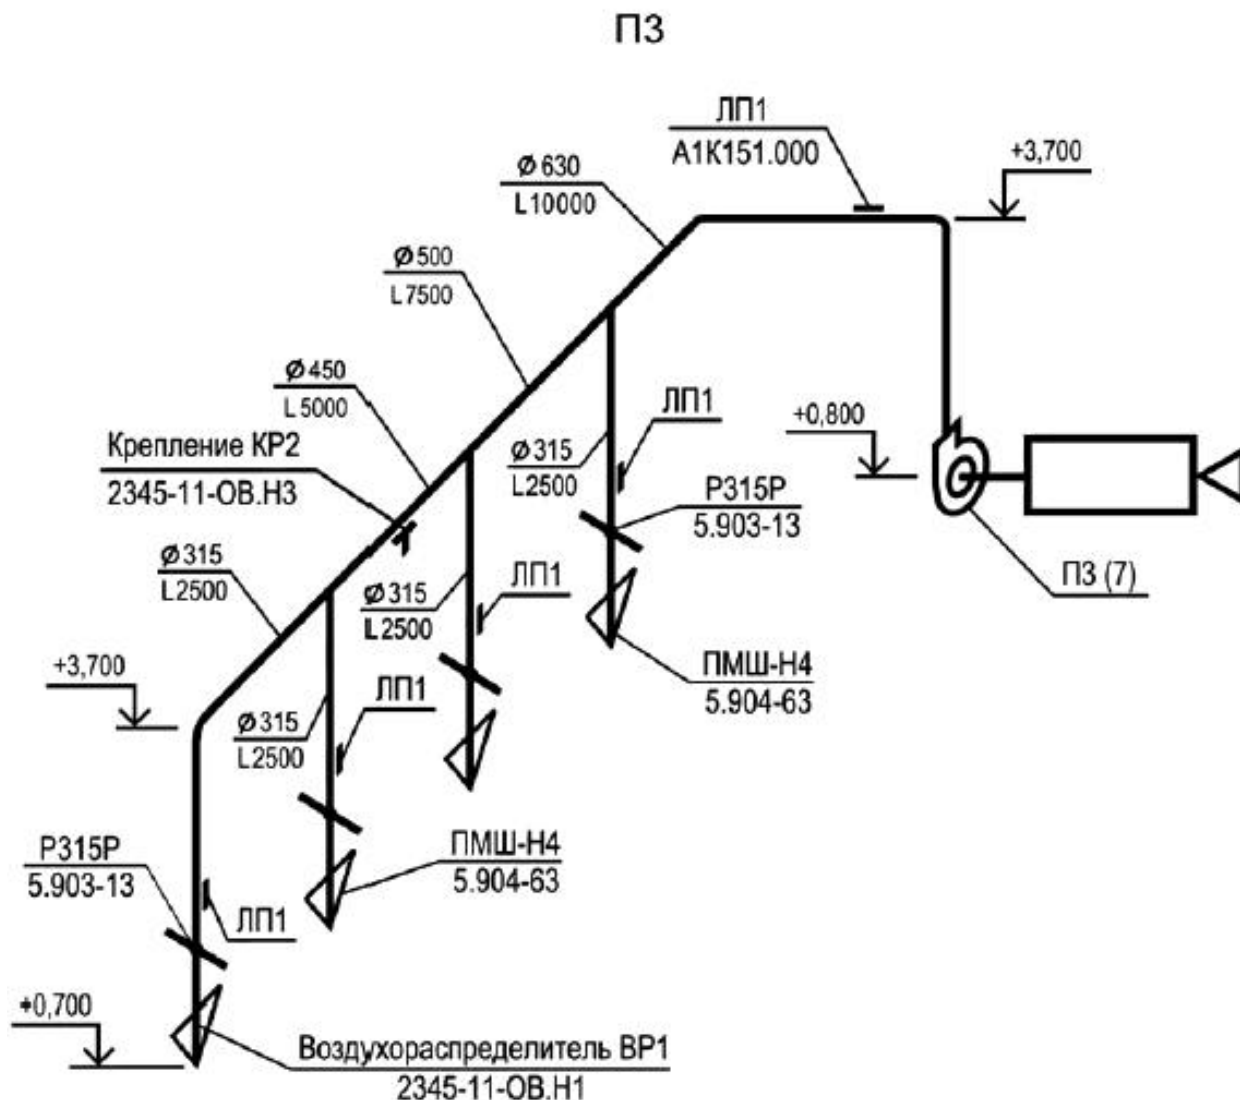 П3
ЛП1
А1К151.000
+3,700
Ø 630
L10000
Ø 500
L7500
Ø 450
L5000
Крепление КР2
2345-11-ОВ.Н3
Ø 315
L2500
ЛП1
Ø 315
L2500
+0,800
Р315Р
5.903-13
П3 (7)
ЛП1
Ø 315
L2500
+3,700
ПМШ-Н4
5.904-63
ЛП1
Ø 315
L2500
Р315Р
5.903-13
ПМШ-Н4
5.904-63
ЛП1
+0,700
Воздухораспределитель ВР1
2345-11-ОВ.Н1